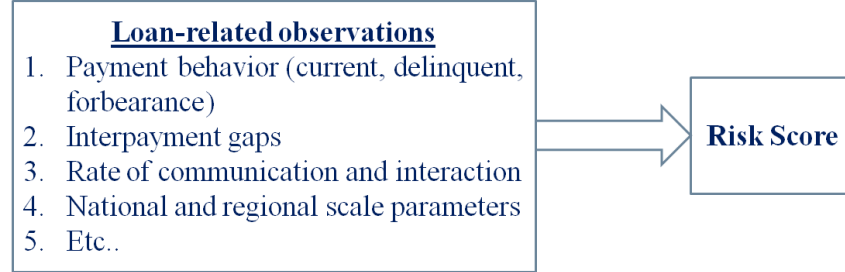 Loan-related observations
1. Payment behavior (current, delinquent,
forbearance)
2. Interpayment gaps
3. Rate of communication and interaction
4. National and regional scale parameters
5. Etc..
Risk Score